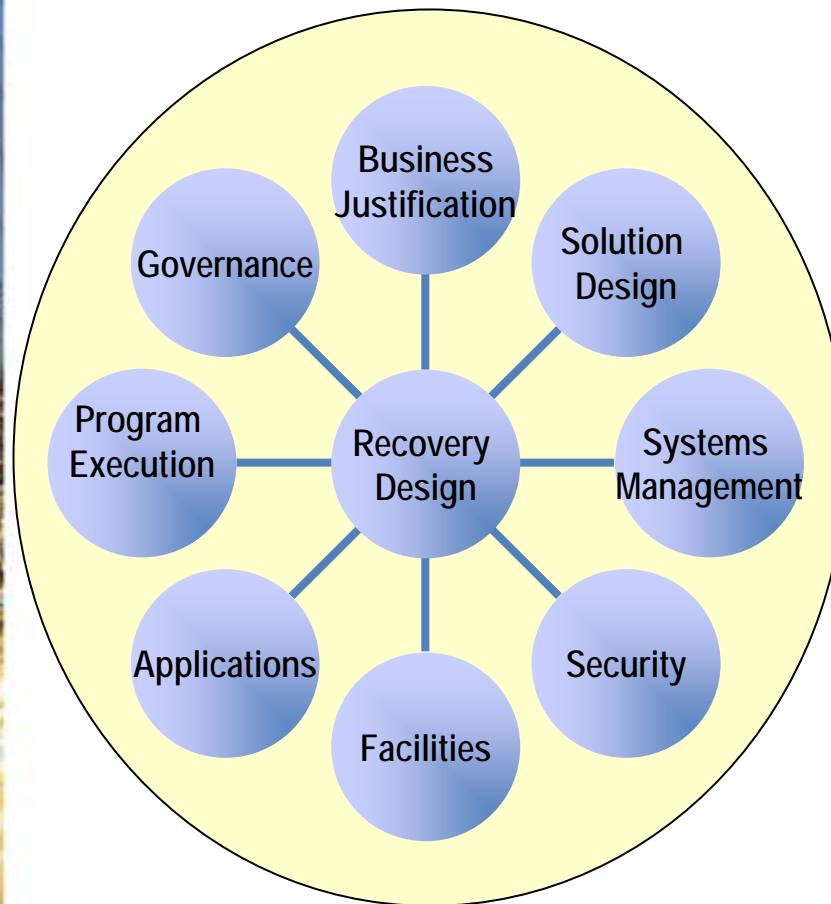 Business
Justification
Solution
Design
Systems
Management
Security
Facilities
Applications
Program
Execution
Governance
Recovery
Design